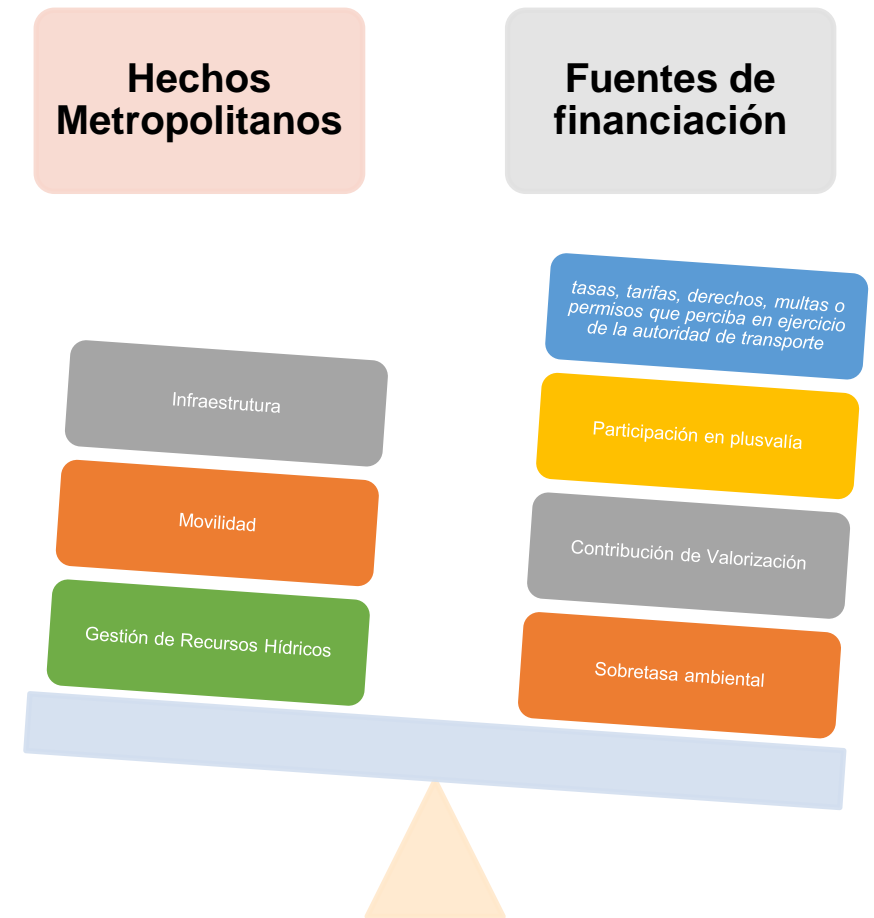 Hechos
Metropolitanos
Fuentes de
financiación
Infraestrutura
Movilidad
Gestión de Recursos Hídricos
tasas, tarifas, derechos, multas o
permisos que perciba en ejercicio
de la autoridad de transporte
Participación en plusvalía
Contribución de Valorización
Sobretasa ambiental